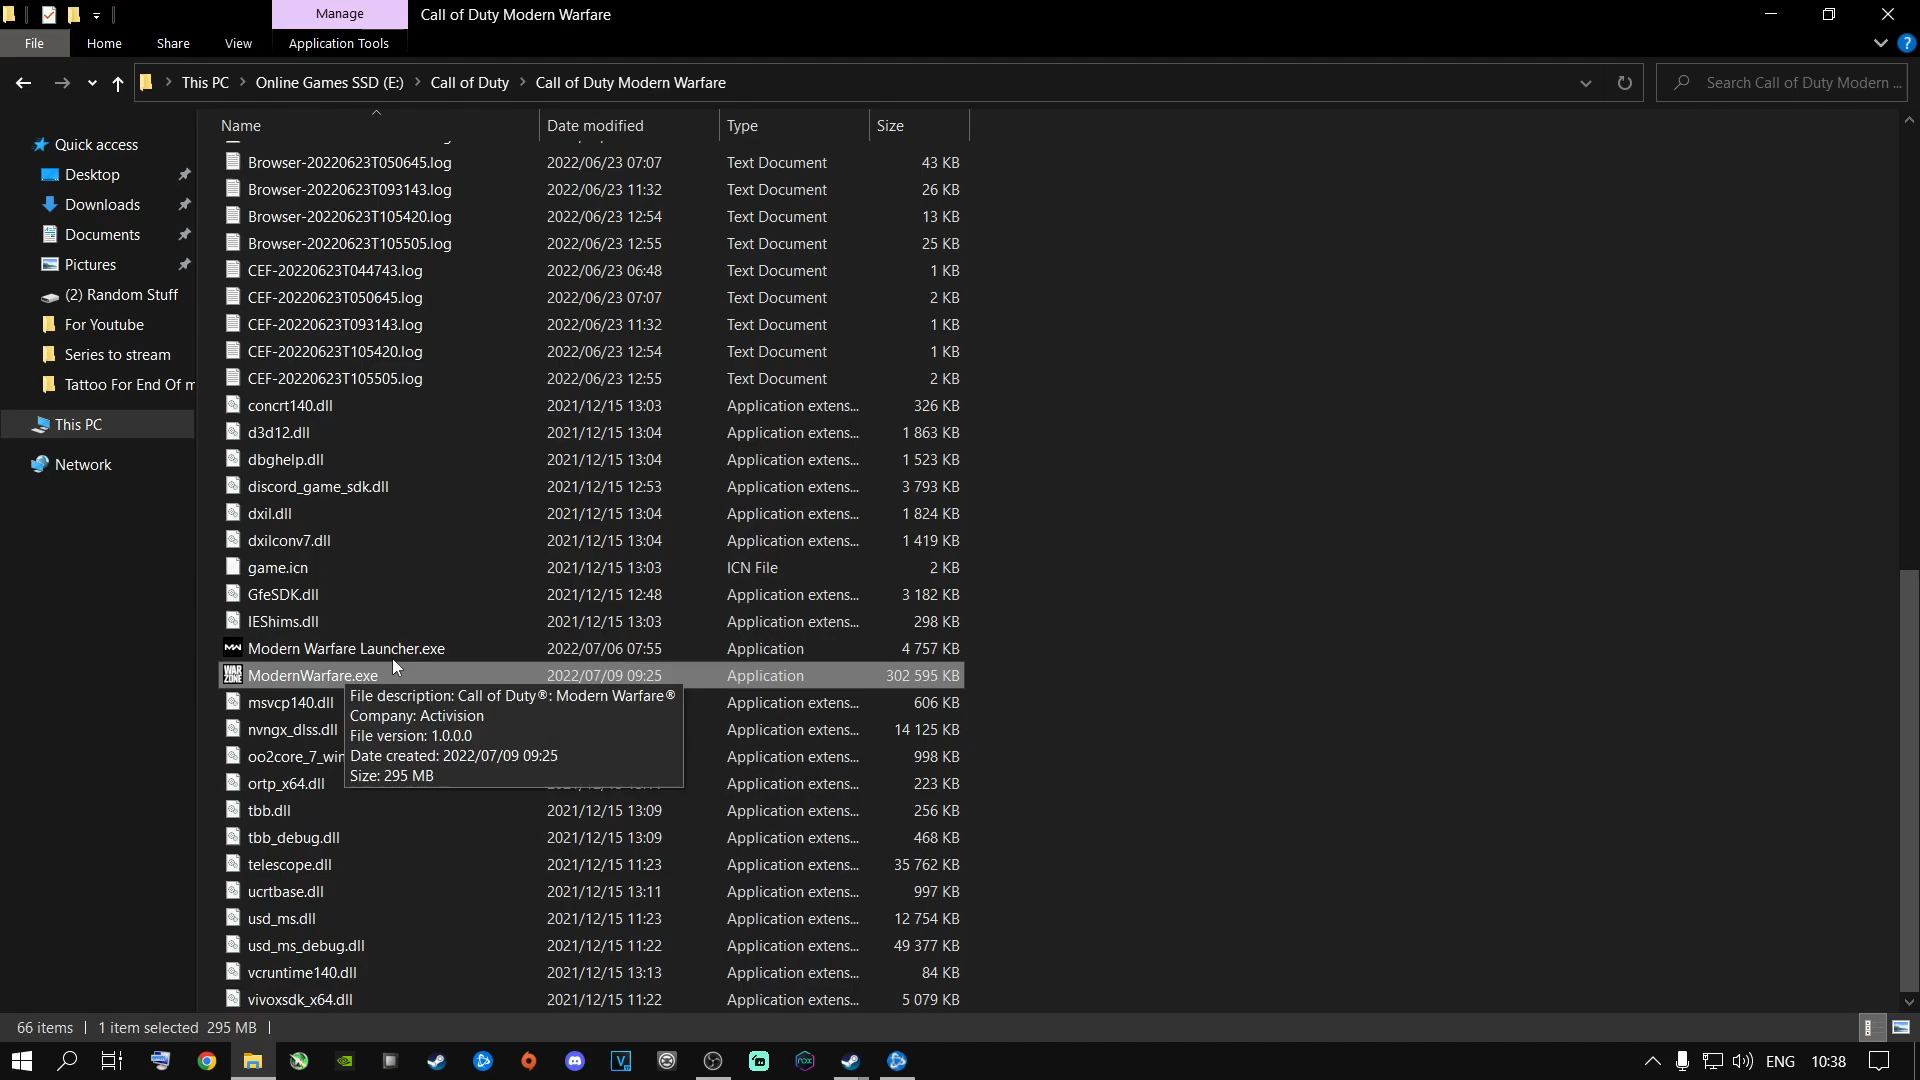 Manage
Call of Duty Modern Warfare
File Home Share View Application Tools
This PC Online Games SSD (E:) Call of Duty Call of Duty Modern Warfare
Search Call of Duty Modern ...
Quick access
Desktop
Downloads
Documents
Pictures
(2) Random Stuff
For Youtube
Series to stream
Tattoo For End Of m
This PC
Network
Name Date modified Type Size
Browser-20220623T050645.log 2022/06/23 07:07 Text Document 43 KB
Browser-20220623T093143.log 2022/06/23 11:32 Text Document 26 KB
Browser-20220623T105420.log 2022/06/23 12:54 Text Document 13 KB
Browser-20220623T105505.log 2022/06/23 12:55 Text Document 25 KB
CEF-20220623T044743.log 2022/06/23 06:48 Text Document 1 KB
CEF-20220623T050645.log 2022/06/23 07:07 Text Document 2 KB
CEF-20220623T093143.log 2022/06/23 11:32 Text Document 1 KB
CEF-20220623T105420.log 2022/06/23 12:54 Text Document 1 KB
CEF-20220623T105505.log 2022/06/23 12:55 Text Document 2 KB
concrt140.dll 2021/12/15 13:03 Application extens... 326 KB
d3d12.dll 2021/12/15 13:04 Application extens... 1 863 KB
dbghelp.dll 2021/12/15 13:04 Application extens... 1 523 KB
discord_game_sdk.dll 2021/12/15 12:53 Application extens... 3 793 KB
dxil.dll 2021/12/15 13:04 Application extens... 1 824 KB
dxilconv7.dll 2021/12/15 13:04 Application extens... 1 419 KB
game.icn 2021/12/15 13:03 ICN File 2 KB
GfeSDK.dll 2021/12/15 12:48 Application extens... 3 182 KB
IEShims.dll 2021/12/15 13:03 Application extens... 298 KB
Modern Warfare Launcher.exe 2022/07/06 07:55 Application 4 757 KB
ModernWarfare.exe 2022/07/09 09:25 Application 302 595 KB
msvcp140.dll Application extens... 606 KB
nvngx_dlss.dll Application extens... 14 125 KB
oo2core_7_win Application extens... 998 KB
ortp_x64.dll Application extens... 223 KB
File description: Call of Duty®: Modern Warfare®
Company: Activision
File version: 1.0.0.0
Date created: 2022/07/09 09:25
Size: 295 MB
tbb.dll 2021/12/15 13:09 Application extens... 256 KB
tbb_debug.dll 2021/12/15 13:09 Application extens... 468 KB
telescope.dll 2021/12/15 11:23 Application extens... 35 762 KB
ucrtbase.dll 2021/12/15 13:11 Application extens... 997 KB
usd_ms.dll 2021/12/15 11:23 Application extens... 12 754 KB
usd_ms_debug.dll 2021/12/15 11:22 Application extens... 49 377 KB
vcruntime140.dll 2021/12/15 13:13 Application extens... 84 KB
vivoxsdk_x64.dll 2021/12/15 11:22 Application extens... 5 079 KB
66 items 1 item selected 295 MB
ENG 10:38